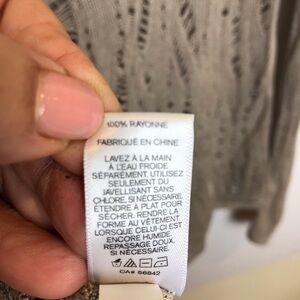 100% RAYONNE
FABRIQUÉ EN CHINE
LAVEZ À LA MAIN
À L'EAU FROIDE
SÉPARÉMENT. UTILISEZ
SEULEMENT DU
JAVELLISANT SANS
CHLORE, SI NÉCESSAIRE.
ÉTENDRE À PLAT POUR
SÉCHER. RENDRE LA
FORME AU VÊTEMENT
LORSQUE CELUI-CI EST
ENCORE HUMIDE.
REPASSAGE DOUX,
SI NÉCESSAIRE.
CA# 56842